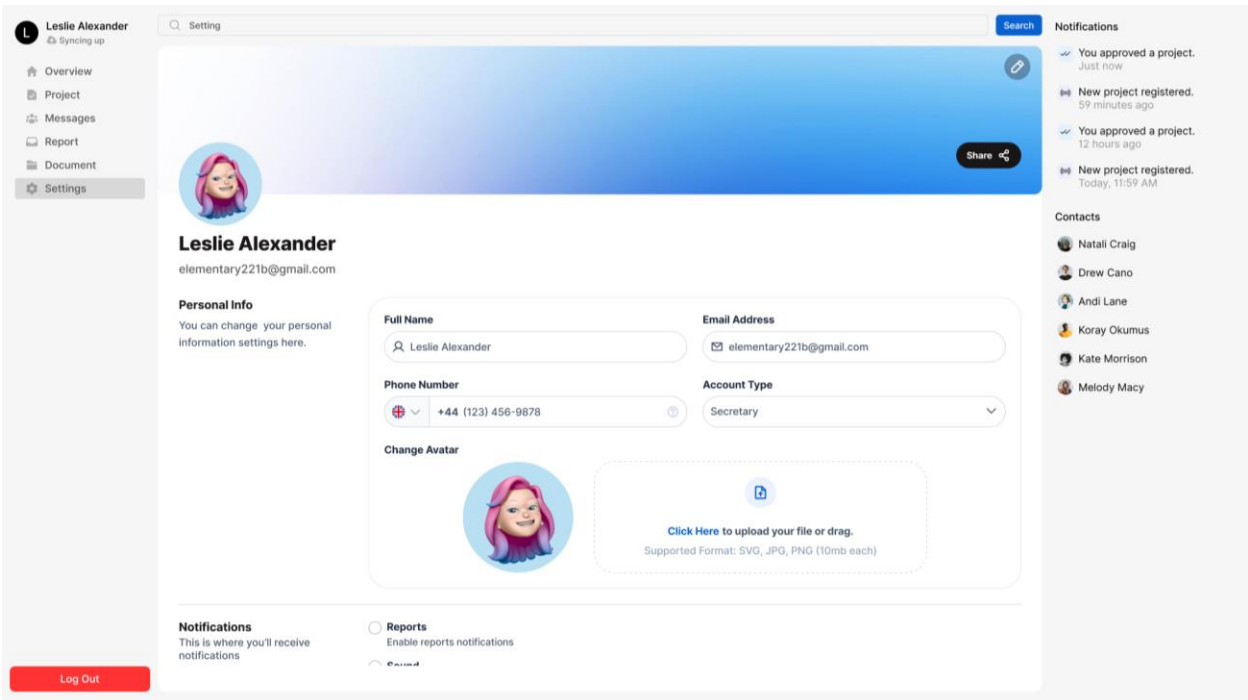 L
Leslie Alexander
Syncing up
Overview
Project
Messages
Report
Document
Settings
Log Out
Setting
Search
Share
Leslie Alexander
elementary221b@gmail.com
Personal Info
You can change your personal
information settings here.
Full Name
Leslie Alexander
Email Address
elementary221b@gmail.com
Phone Number
+44 (123) 456-9878
Account Type
Secretary
Change Avatar
Click Here to upload your file or drag.
Supported Format: SVG, JPG, PNG (10mb each)
Notifications
This is where you'll receive
notifications
Reports
Enable reports notifications
Sound
Notifications
You approved a project.
Just now
New project registered.
59 minutes ago
You approved a project.
12 hours ago
New project registered.
Today, 11:59 AM
Contacts
Natali Craig
Drew Cano
Andi Lane
Koray Okumus
Kate Morrison
Melody Macy